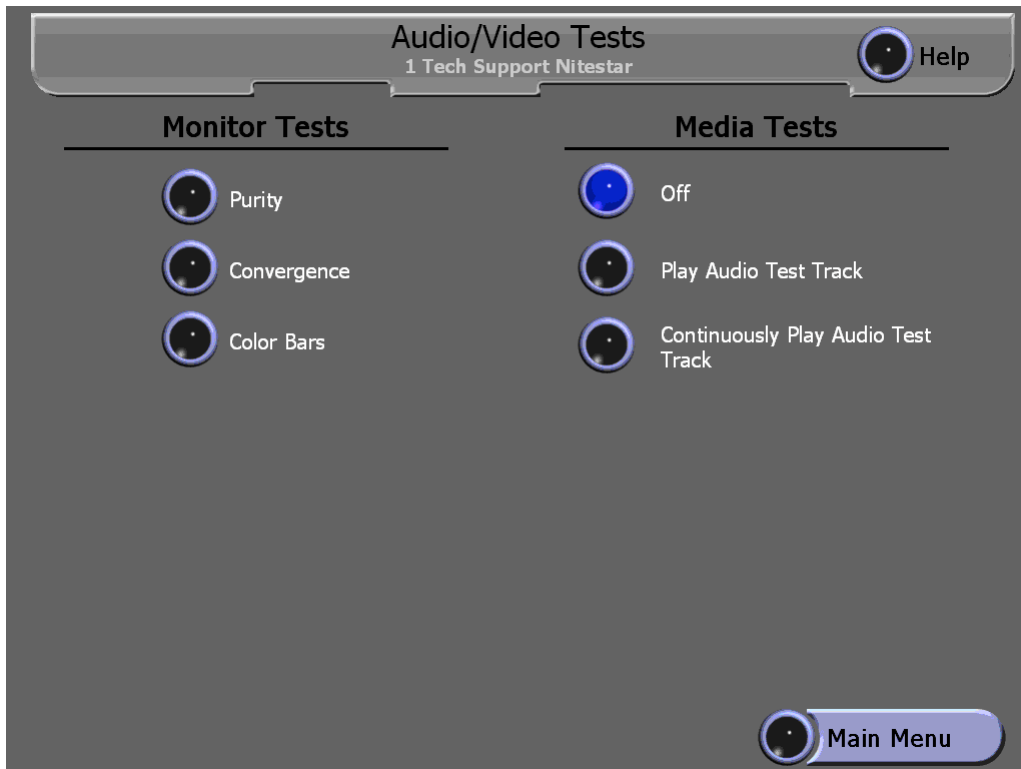 Audio/Video Tests
1 Tech Support Nitestar
Help
Monitor Tests
Purity
Convergence
Color Bars
Media Tests
Off
Play Audio Test Track
Continuously Play Audio Test
Track
Main Menu